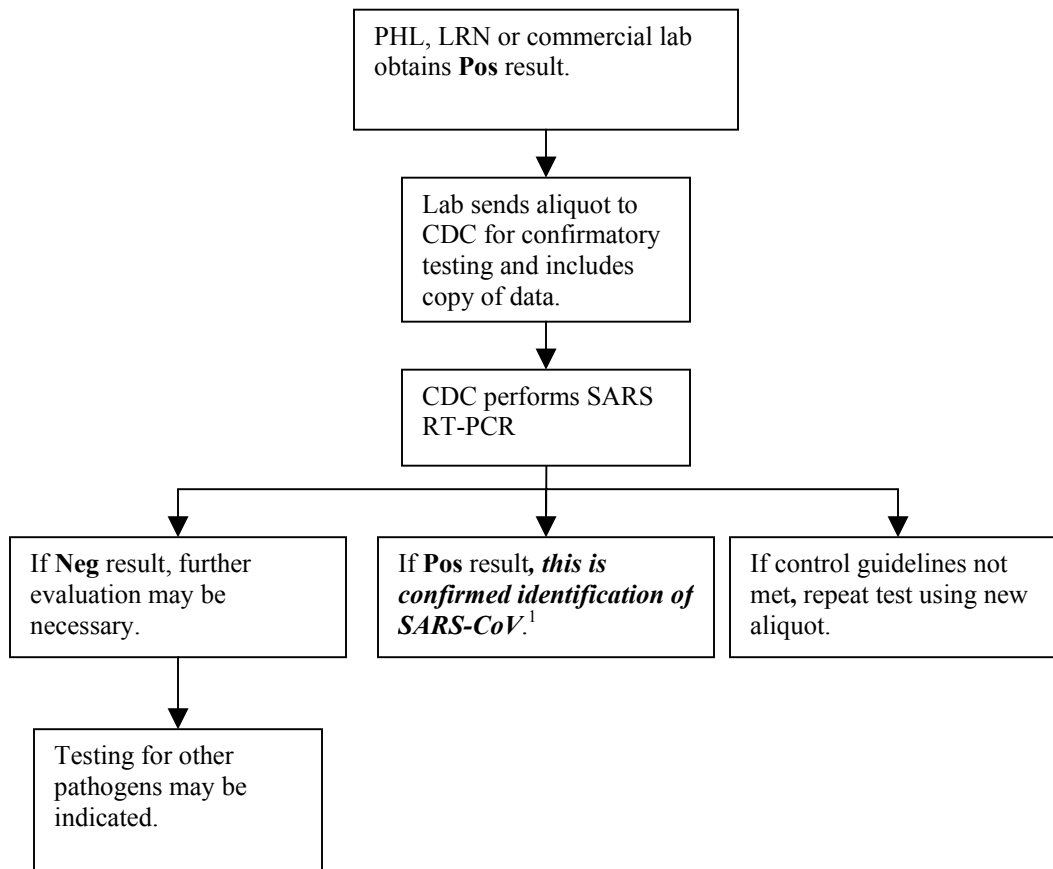 PHL, LRN or commercial lab
obtains Pos result.
Lab sends aliquot to
CDC for confirmatory
testing and includes
copy of data.
CDC performs SARS
RT-PCR
If Neg result, further
evaluation may be
necessary.
If Pos result, this is
confirmed identification of
SARS-CoV.1
If control guidelines not
met, repeat test using new
aliquot.
Testing for other
pathogens may be
indicated.